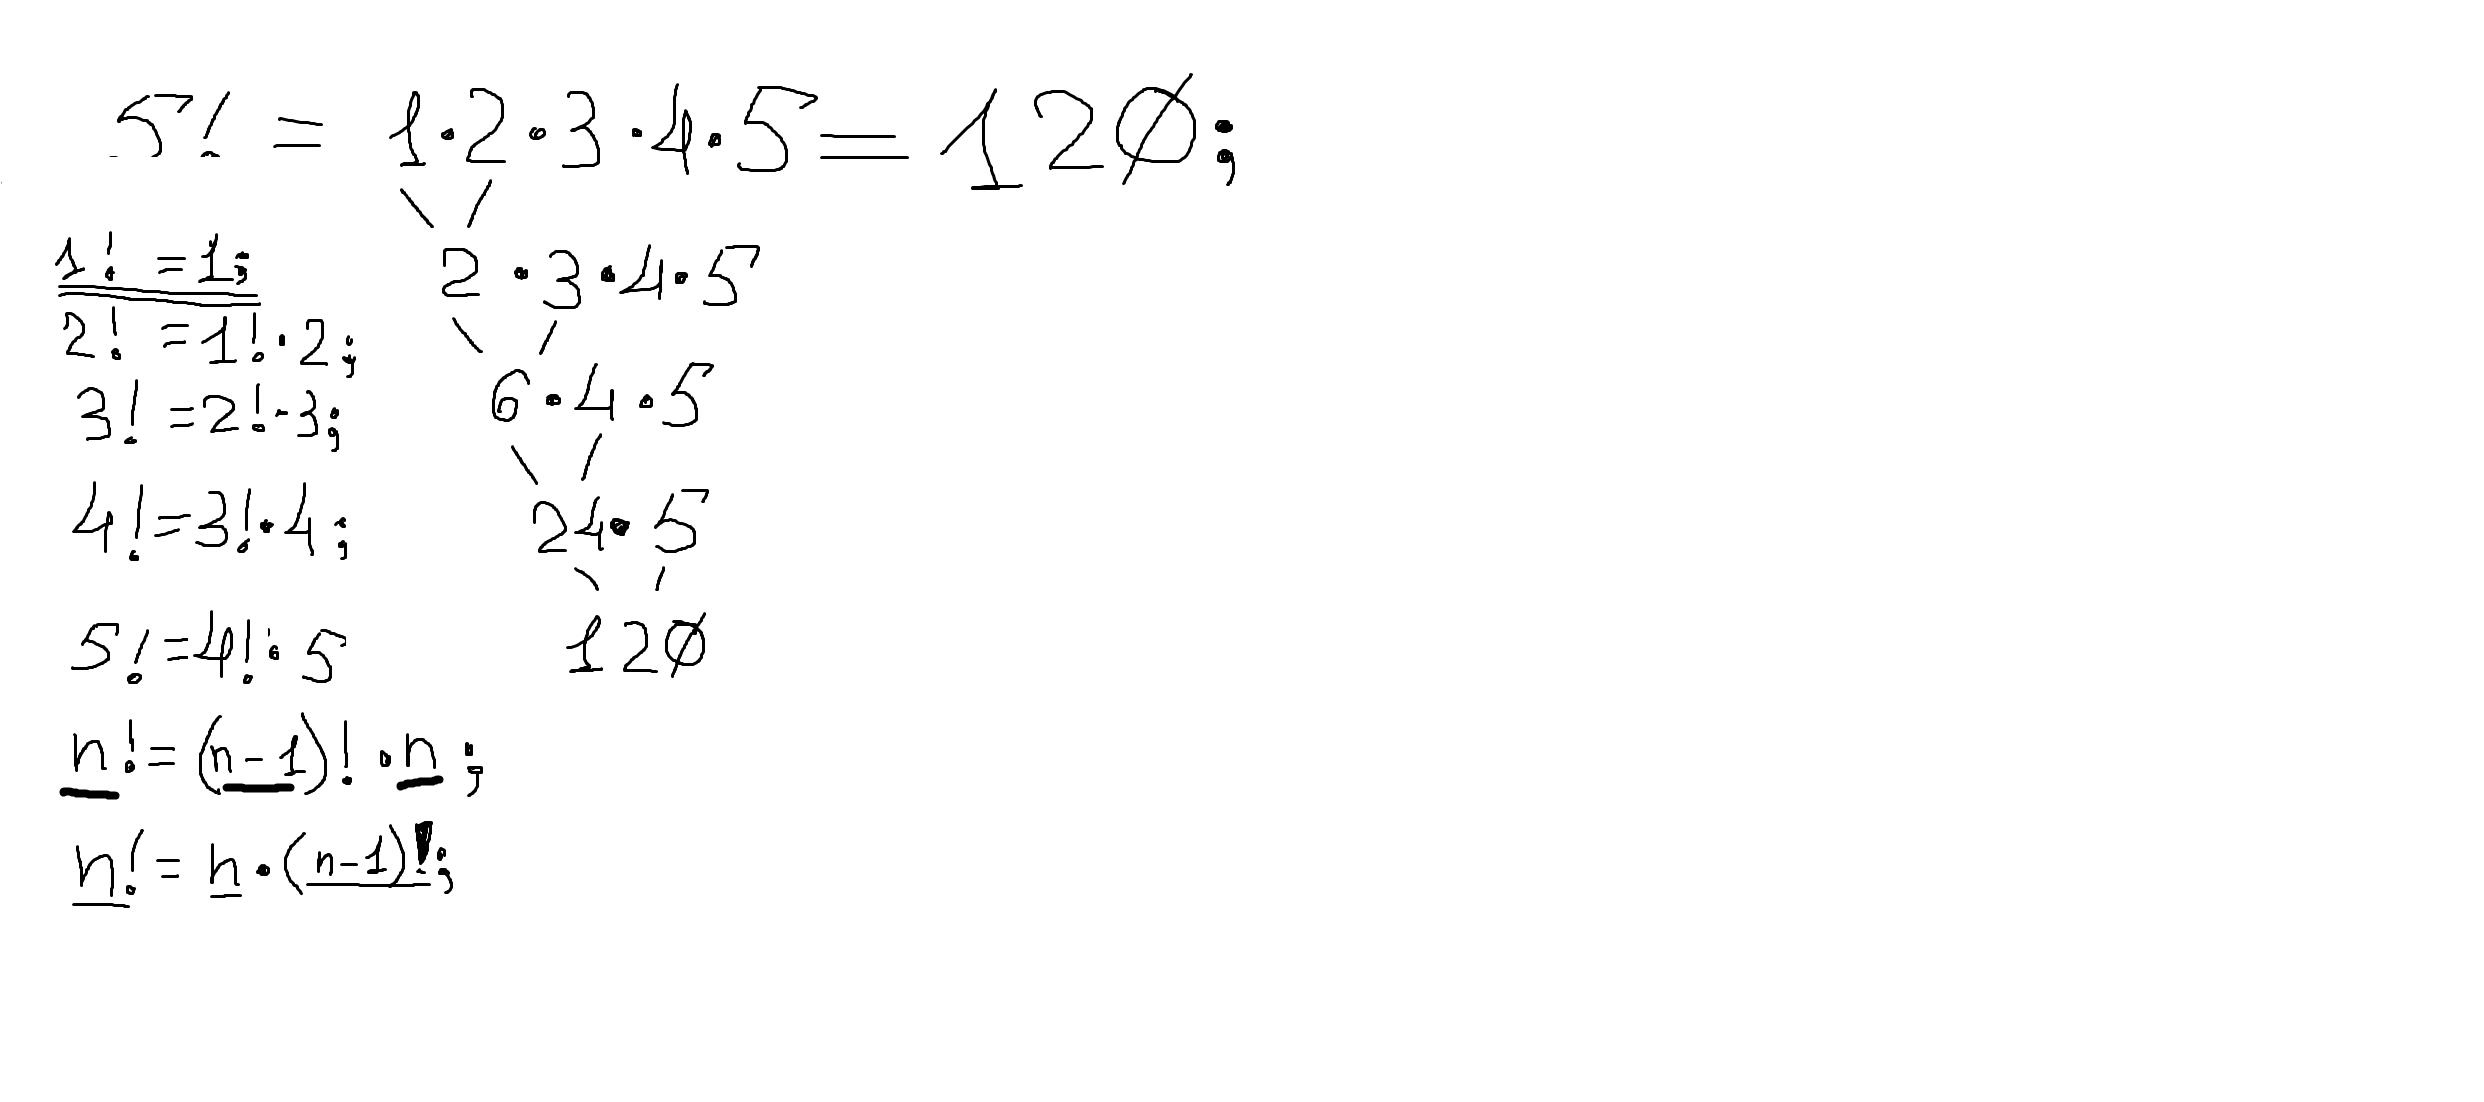 5! = 1·2·3·4·5 = 120;
1! = 1;
2! = 1!·2;
3! = 2!·3;
4! = 3!·4;
5! = 4!·5
n! = (n-1)!·n;
n! = n·(n-1)!;
2·3·4·5
6·4·5
24·5
120